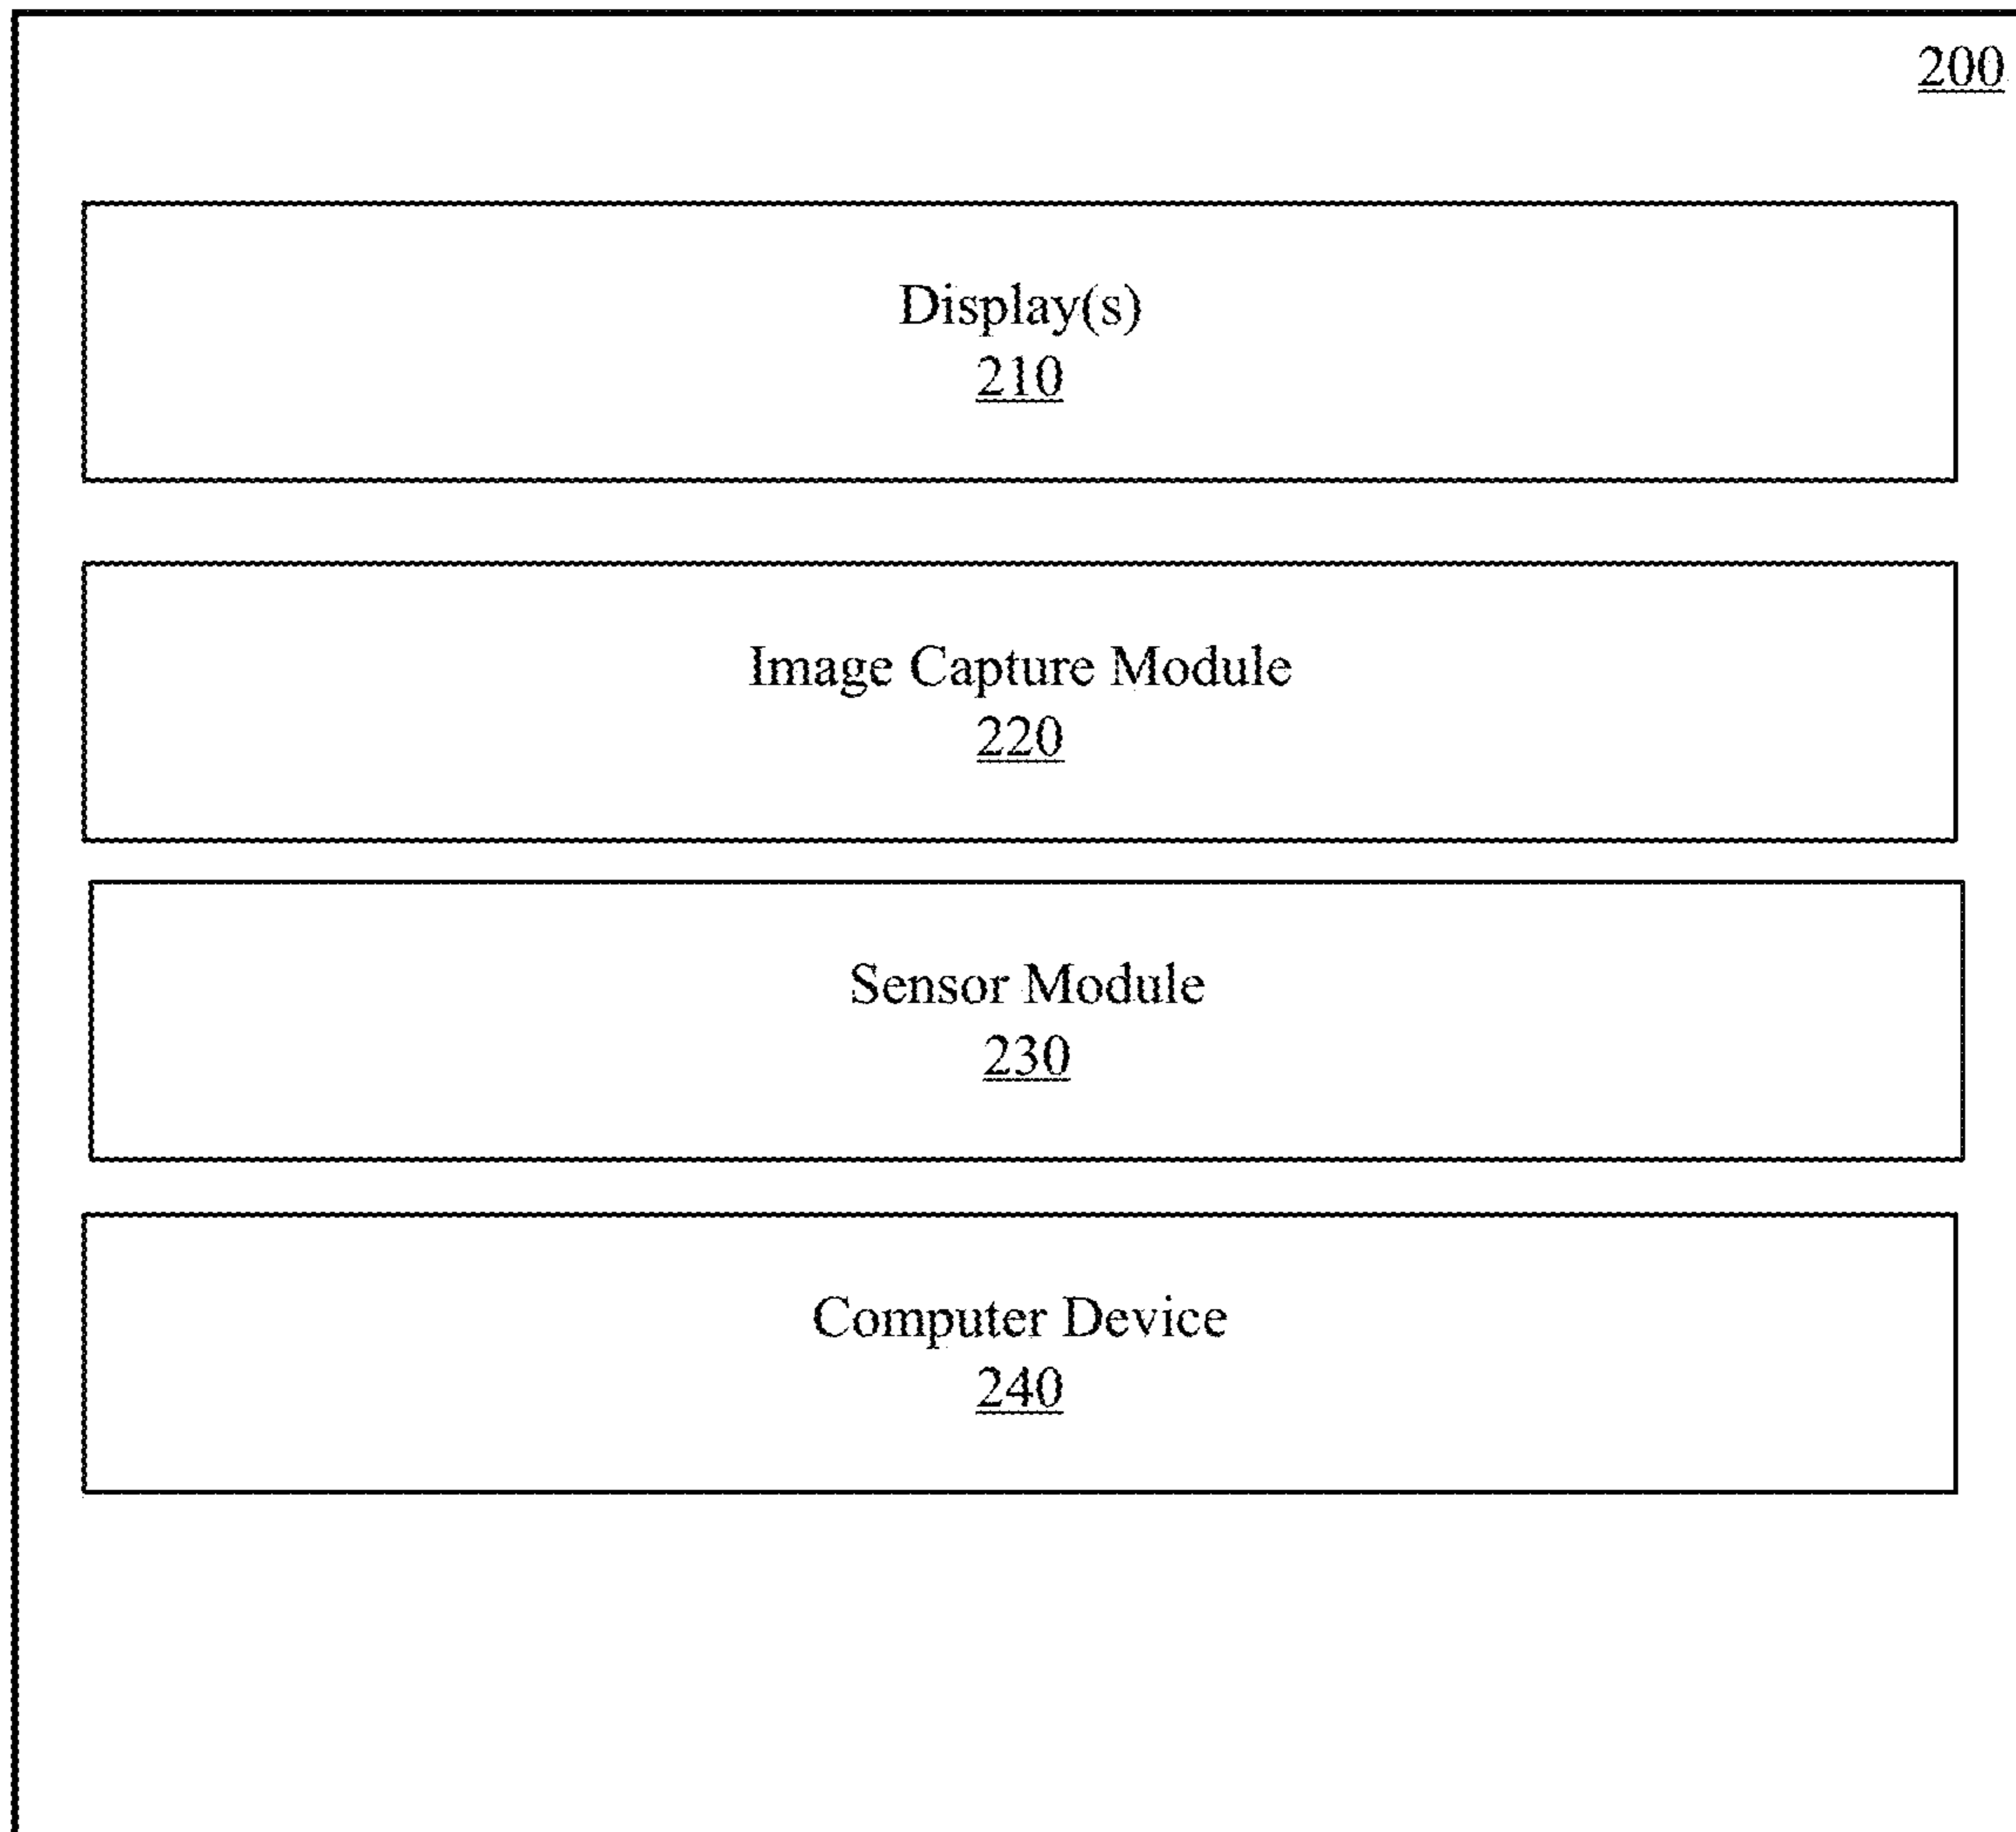 200
Display(s)
210
Image Capture Module
220
Sensor Module
230
Computer Device
240